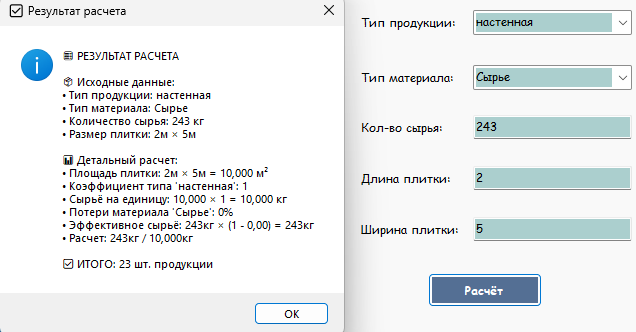 Результат расчета
РЕЗУЛЬТАТ РАСЧЕТА
Исходные данные:
• Тип продукции: настенная
• Тип материала: Сырье
• Количество сырья: 243 кг
• Размер плитки: 2м × 5м
Детальный расчет:
• Площадь плитки: 2м × 5м = 10,000 м²
• Коэффициент типа 'настенная': 1
• Сырьё на единицу: 10,000 × 1 = 10,000 кг
• Потери материала 'Сырье': 0%
• Эффективное сырьё: 243кг × (1 - 0,00) = 243кг
• Расчет: 243кг / 10,000кг
ИТОГО: 23 шт. продукции
OK
Тип продукции: настенная
Тип материала: Сырье
Кол-во сырья: 243
Длина плитки: 2
Ширина плитки: 5
Расчёт